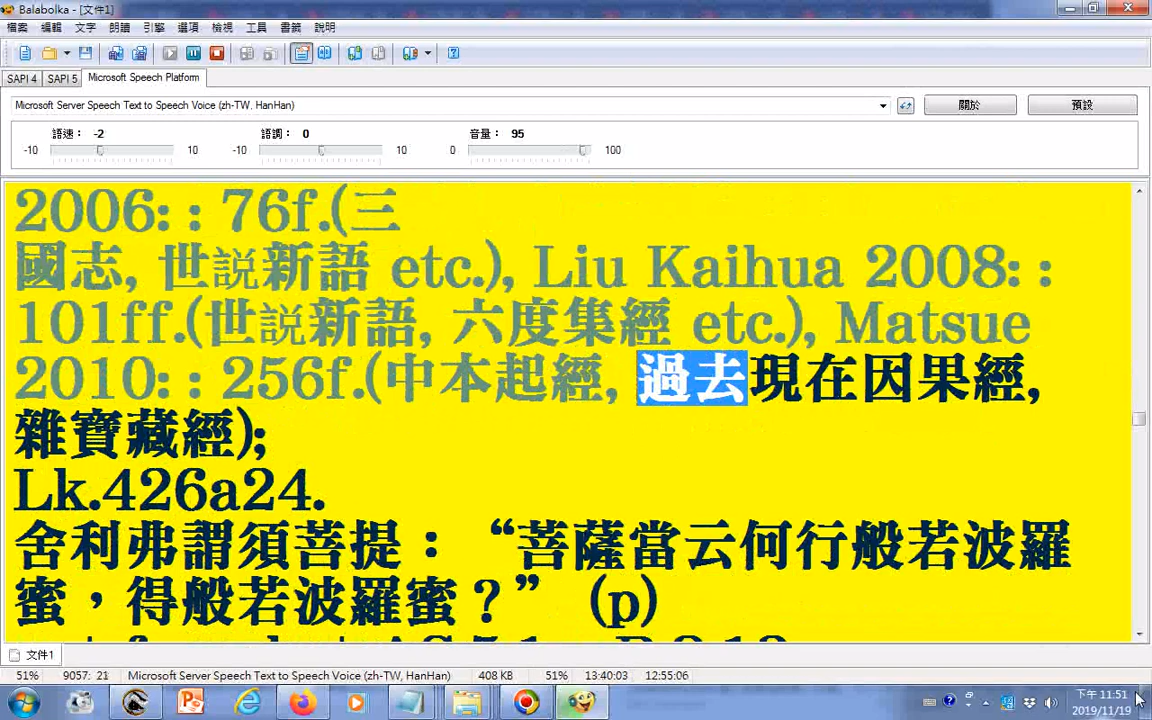 Balabolka - [文件1]
檔案 編輯 文字 朗讀 引擎 選項 檢視 工具 書籤 說明
SAPI 4 SAPI 5 Microsoft Speech Platform
Microsoft Server Speech Text to Speech Voice (zh-TW, HanHan)
關於 預設
語速： -2 語調： 0 音量： 95
-10 10 -10 10 0 100
2006: : 76f.(三
國志, 世説新語 etc.), Liu Kaihua 2008: :
101ff.(世説新語, 六度集經 etc.), Matsue
2010: : 256f.(中本起經, 過去現在因果經,
雜寶藏經);
Lk.426a24.
舍利弗謂須菩提：“菩薩當云何行般若波羅
蜜，得般若波羅蜜？” (p)
文件1
51% 9057: 21 Microsoft Server Speech Text to Speech Voice (zh-TW, HanHan) 408 KB 51% 13:40:03 12:55:06
下午 11:51
2019/11/19